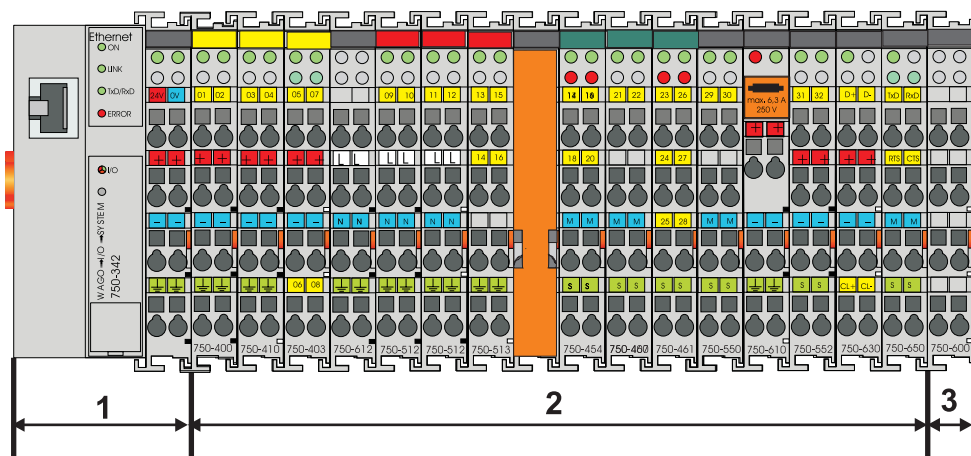 Ethernet
ON
LINK
TxD/RxD
ERROR
I/O
WAGO I/O SYSTEM
750-342
24V 0V 01 02 03 04 05 07 09 10 11 12 13 15 14 16 21 22 23 26 29 30 31 32 D+ D- TxD RxD
max. 6,3 A
250 V
+ + + + + + + + L L L L L L 14 16 18 20 24 27 + + + + + + RTS CTS
- - - - - - - - N N N N N N M M M M 25 28 M M - - - - - - M M
06 08 S S S S S S S S S S CL+ CL- S S
750-400 750-410 750-403 750-612 750-512 750-512 750-513 750-454 750-461 750-550 750-610 750-552 750-630 750-650 750-600
1 2 3